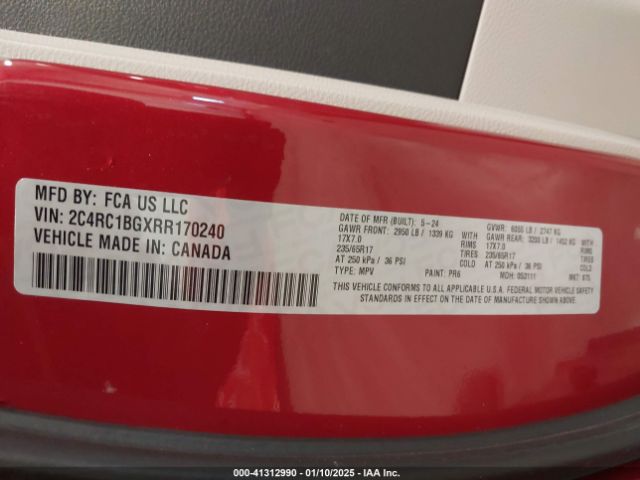 MFD BY: FCA US LLC
VIN: 2C4RC1BGXRR170240
VEHICLE MADE IN: CANADA
DATE OF MFR (BUILT): 5-24
GVWR: 6055 LB / 2747 KG
GAWR FRONT: 2950 LB / 1339 KG WITH
GAWR REAR: 3200 LB / 1452 KG WITH
17X7.0 RIMS 17X7.0 RIMS
235/65R17 TIRES 235/65R17 TIRES
AT 250 kPa / 36 PSI COLD AT 250 kPa / 36 PSI COLD
TYPE: MPV PAINT: PR6 MDH: 052111
THIS VEHICLE CONFORMS TO ALL APPLICABLE U.S.A. FEDERAL MOTOR VEHICLE SAFETY
STANDARDS IN EFFECT ON THE DATE OF MANUFACTURE SHOWN ABOVE.
000-41312990 — 01/10/2025 — IAA Inc.